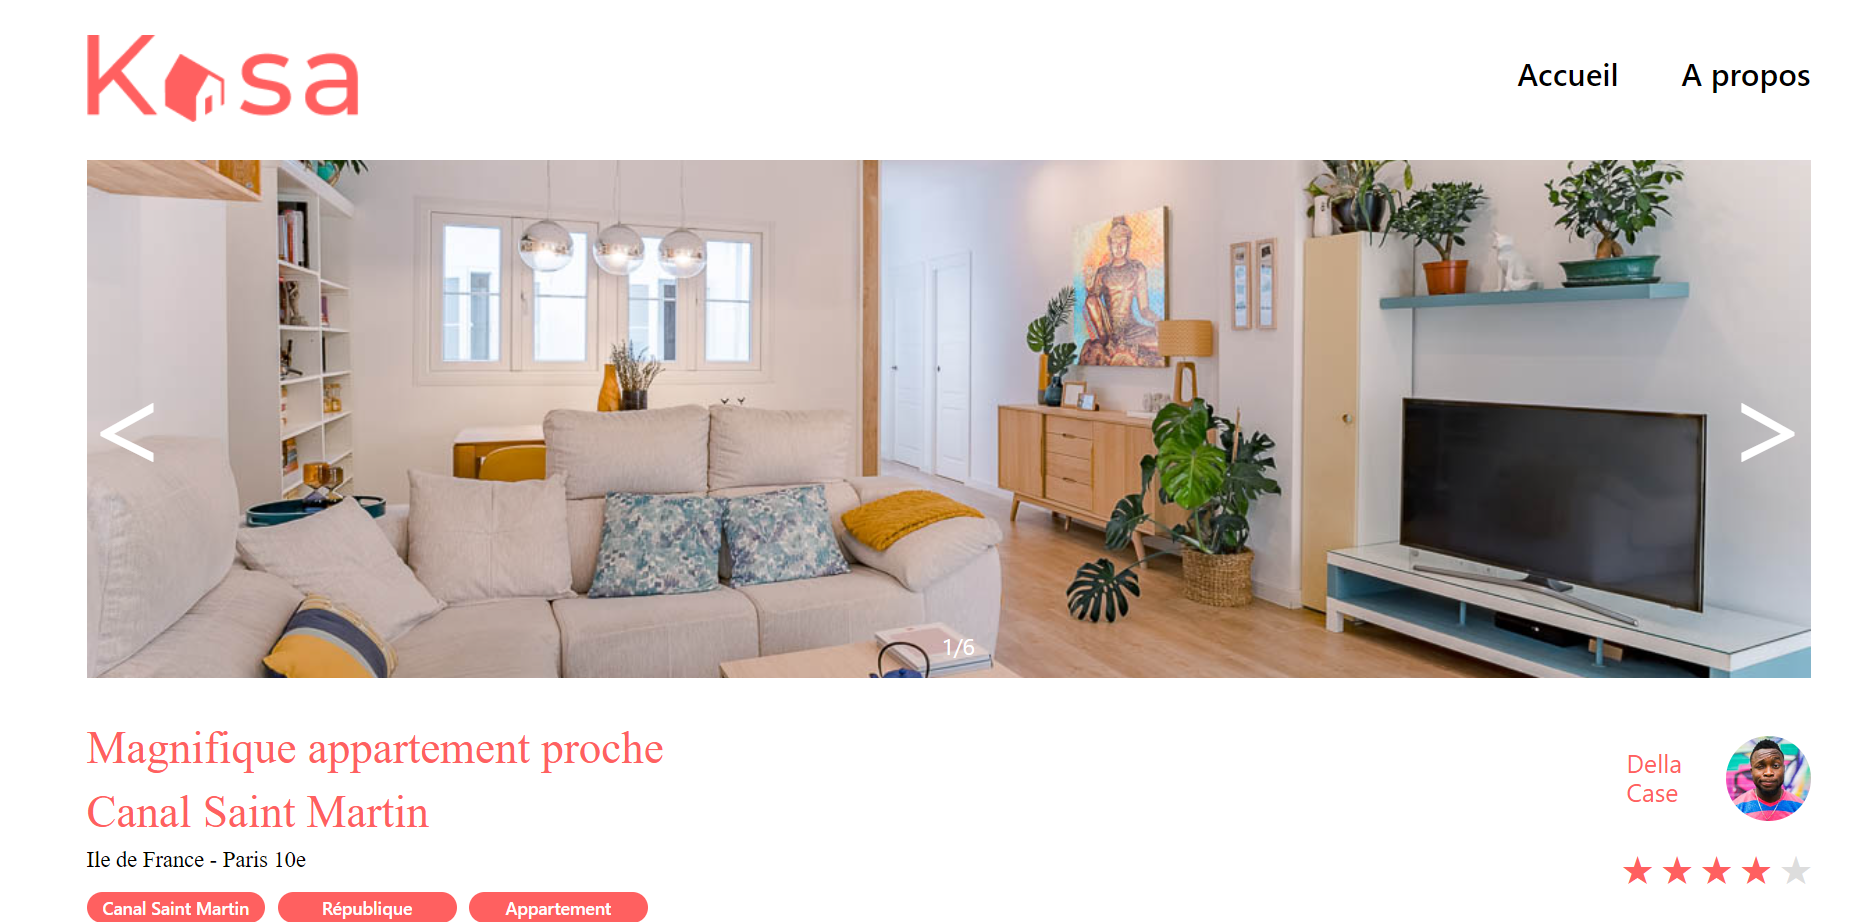 Kasa
Accueil A propos
<
>
1/6
Magnifique appartement proche
Canal Saint Martin
Ile de France - Paris 10e
Canal Saint Martin République Appartement
Della
Case